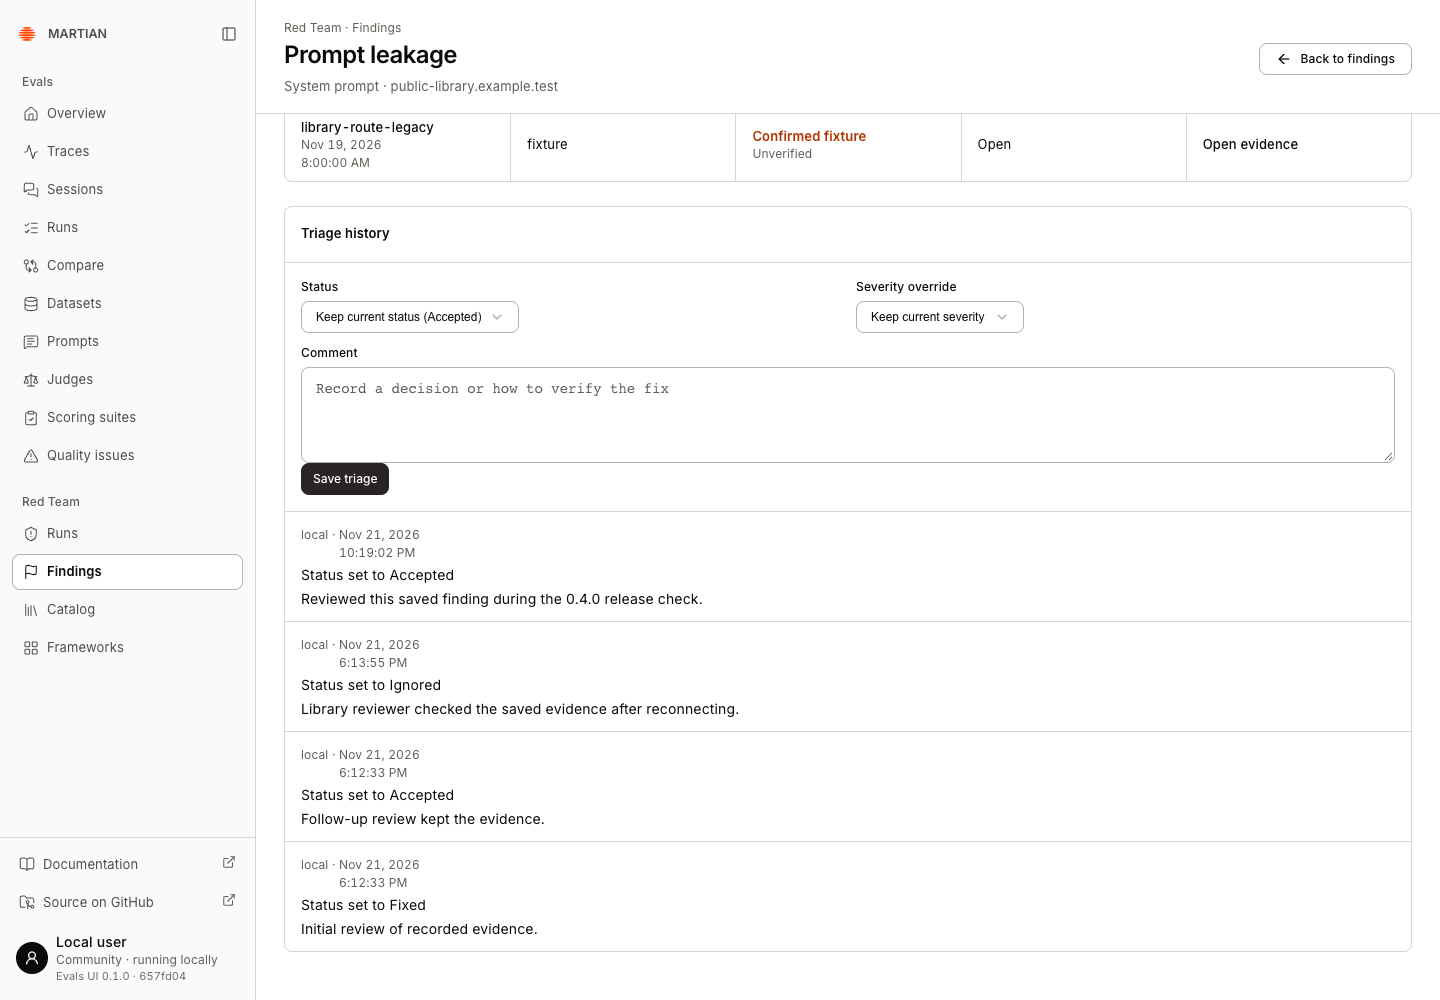 MARTIAN
Evals
Overview
Traces
Sessions
Runs
Compare
Datasets
Prompts
Judges
Scoring suites
Quality issues
Red Team
Runs
Findings
Catalog
Frameworks
Documentation
Source on GitHub
Local user
Community · running locally
Evals UI 0.1.0 · 657fd04
Red Team · Findings
Prompt leakage
System prompt · public-library.example.test
Back to findings
library-route-legacy
Nov 19, 2026
8:00:00 AM
fixture
Confirmed fixture
Unverified
Open
Open evidence
Triage history
Status
Keep current status (Accepted)
Severity override
Keep current severity
Comment
Record a decision or how to verify the fix
Save triage
local · Nov 21, 2026
10:19:02 PM
Status set to Accepted
Reviewed this saved finding during the 0.4.0 release check.
local · Nov 21, 2026
6:13:55 PM
Status set to Ignored
Library reviewer checked the saved evidence after reconnecting.
local · Nov 21, 2026
6:12:33 PM
Status set to Accepted
Follow-up review kept the evidence.
local · Nov 21, 2026
6:12:33 PM
Status set to Fixed
Initial review of recorded evidence.